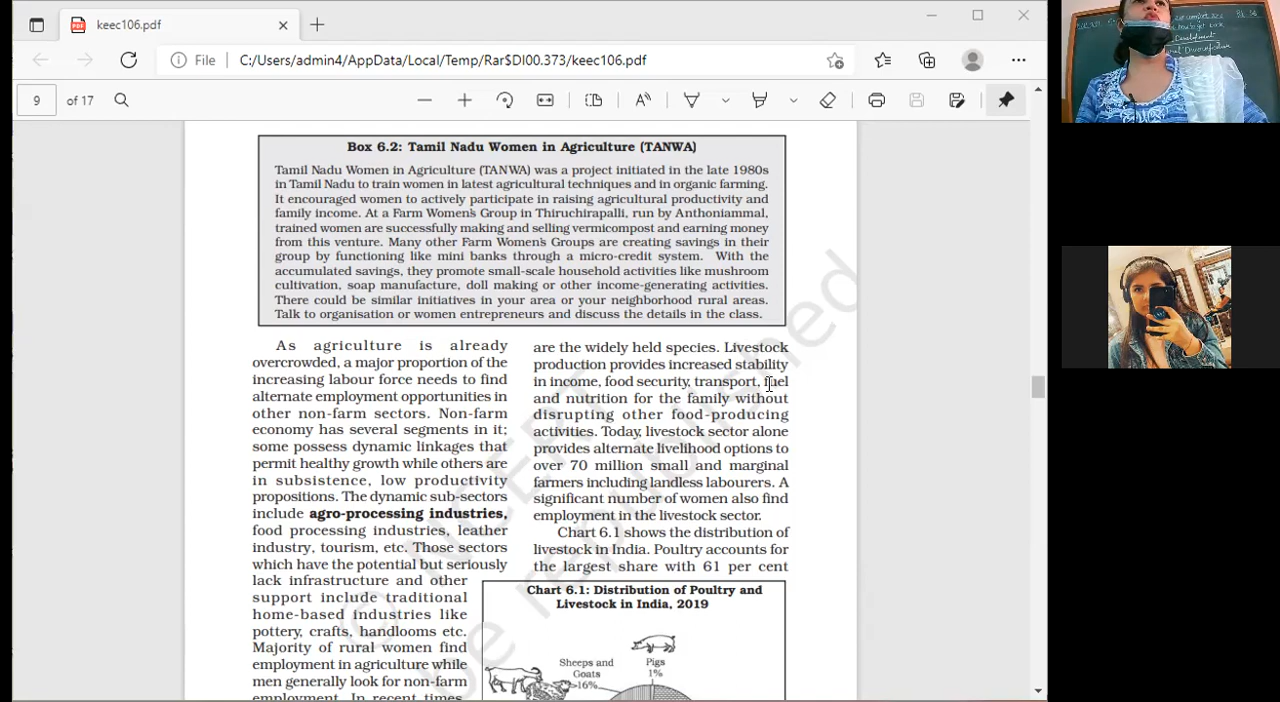 keec106.pdf
File C:/Users/admin4/AppData/Local/Temp/Rar$DI00.373/keec106.pdf
9 of 17
Box 6.2: Tamil Nadu Women in Agriculture (TANWA)
Tamil Nadu Women in Agriculture (TANWA) was a project initiated in the late 1980s
in Tamil Nadu to train women in latest agricultural techniques and in organic farming.
It encouraged women to actively participate in raising agricultural productivity and
family income. At a Farm Women's Group in Thiruchirapalli, run by Anthoniammal,
trained women are successfully making and selling vermicompost and earning money
from this venture. Many other Farm Women's Groups are creating savings in their
group by functioning like mini banks through a micro-credit system. With the
accumulated savings, they promote small-scale household activities like mushroom
cultivation, soap manufacture, doll making or other income-generating activities.
There could be similar initiatives in your area or your neighborhood rural areas.
Talk to organisation or women entrepreneurs and discuss the details in the class.
As agriculture is already
overcrowded, a major proportion of the
increasing labour force needs to find
alternate employment opportunities in
other non-farm sectors. Non-farm
economy has several segments in it;
some possess dynamic linkages that
permit healthy growth while others are
in subsistence, low productivity
propositions. The dynamic sub-sectors
include agro-processing industries,
food processing industries, leather
industry, tourism, etc. Those sectors
which have the potential but seriously
lack infrastructure and other
support include traditional
home-based industries like
pottery, crafts, handlooms etc.
Majority of rural women find
employment in agriculture while
men generally look for non-farm
employment. In recent times,
are the widely held species. Livestock
production provides increased stability
in income, food security, transport, fuel
and nutrition for the family without
disrupting other food-producing
activities. Today, livestock sector alone
provides alternate livelihood options to
over 70 million small and marginal
farmers including landless labourers. A
significant number of women also find
employment in the livestock sector.
Chart 6.1 shows the distribution of
livestock in India. Poultry accounts for
the largest share with 61 per cent
Chart 6.1: Distribution of Poultry and
Livestock in India, 2019
Sheeps and
Goats
16%
Pigs
1%
© NCERT
be republished
Development